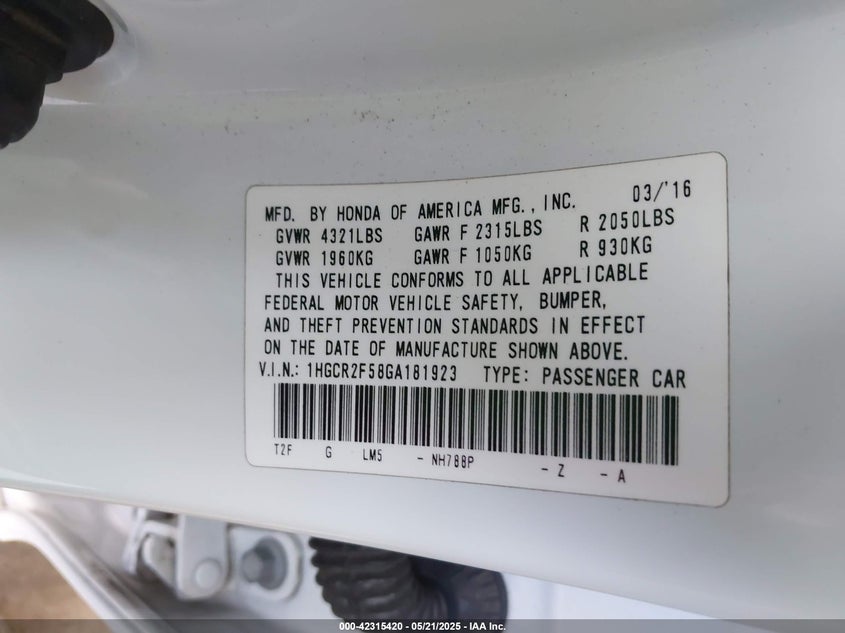 MFD. BY HONDA OF AMERICA MFG., INC. 03/'16
GVWR 4321LBS GAWR F 2315LBS R 2050LBS
GVWR 1960KG GAWR F 1050KG R 930KG
THIS VEHICLE CONFORMS TO ALL APPLICABLE
FEDERAL MOTOR VEHICLE SAFETY, BUMPER,
AND THEFT PREVENTION STANDARDS IN EFFECT
ON THE DATE OF MANUFACTURE SHOWN ABOVE.
V.I.N.: 1HGCR2F58GA181923 TYPE: PASSENGER CAR
T2F G LM5 - NH788P - Z - A
000-42315420 - 05/21/2025 - IAA Inc.